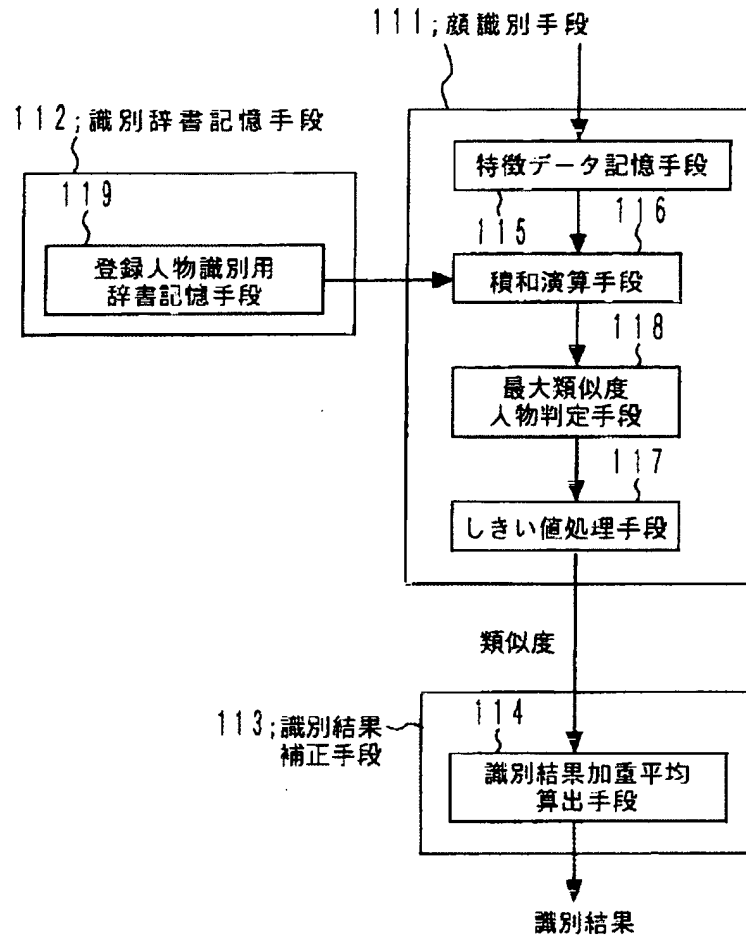 111;顔識別手段
112;識別辞書記憶手段
119
登録人物識別用
辞書記憶手段
特徴データ記憶手段
115
116
積和演算手段
118
最大類似度
人物判定手段
117
しきい値処理手段
類似度
113;識別結果
補正手段
114
識別結果加重平均
算出手段
識別結果